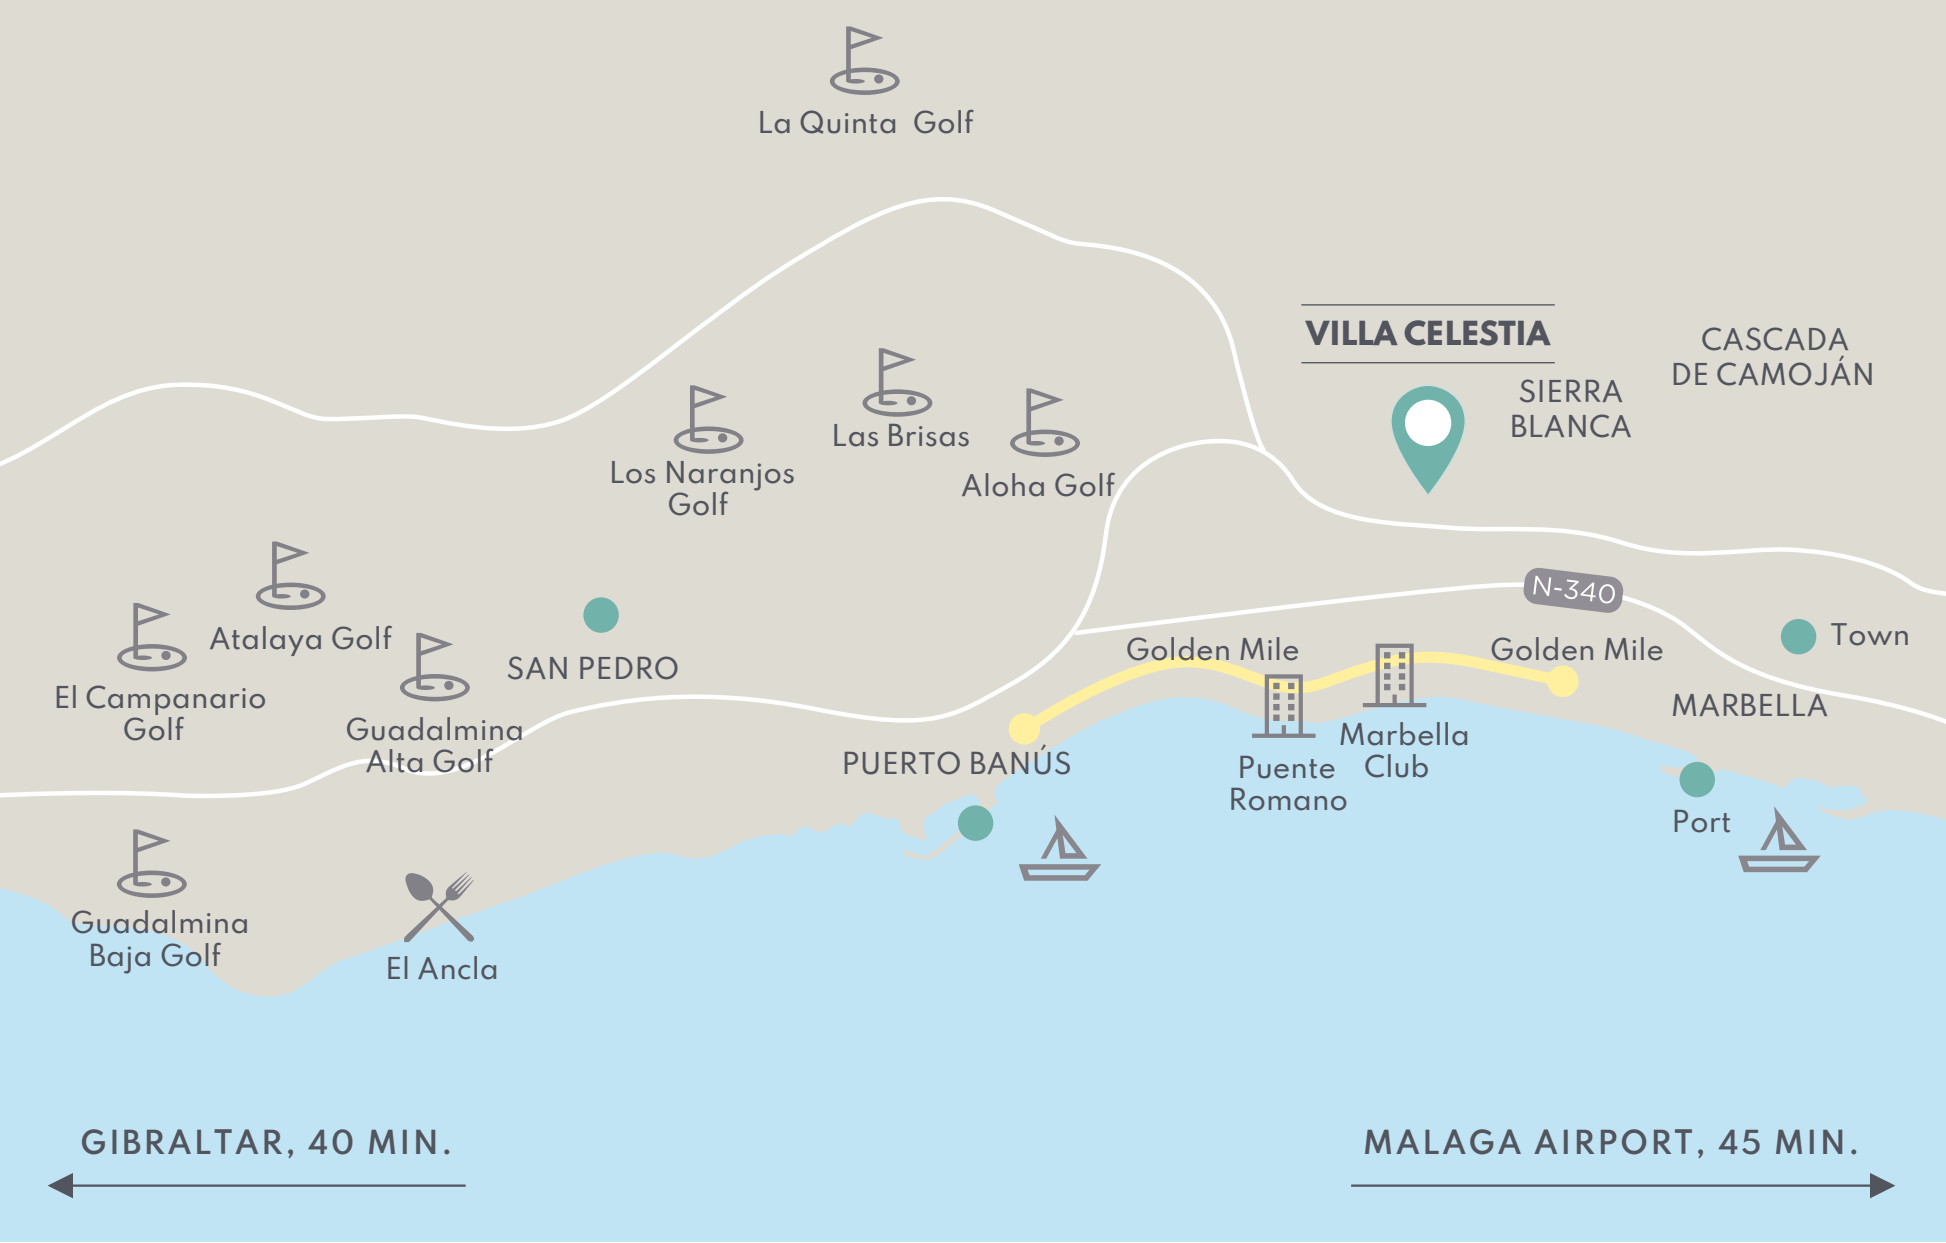 La Quinta Golf
VILLA CELESTIA
CASCADA
DE CAMOJÁN
SIERRA
BLANCA
Las Brisas
Los Naranjos
Golf
Aloha Golf
N-340
Atalaya Golf
El Campanario
Golf
SAN PEDRO
Guadalmina
Alta Golf
Golden Mile
Golden Mile
Town
MARBELLA
PUERTO BANÚS
Marbella
Club
Puente
Romano
Port
Guadalmina
Baja Golf
El Ancla
GIBRALTAR, 40 MIN.
MALAGA AIRPORT, 45 MIN.